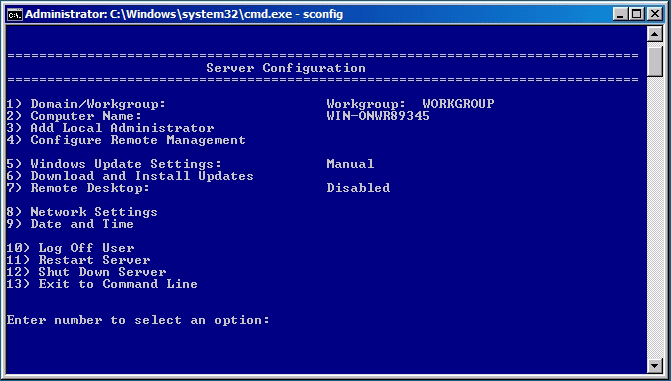 Administrator: C:\Windows\system32\cmd.exe - sconfig
===============================================================================
Server Configuration
===============================================================================
1) Domain/Workgroup: Workgroup: WORKGROUP
2) Computer Name: WIN-ONWR89345
3) Add Local Administrator
4) Configure Remote Management
5) Windows Update Settings: Manual
6) Download and Install Updates
7) Remote Desktop: Disabled
8) Network Settings
9) Date and Time
10) Log Off User
11) Restart Server
12) Shut Down Server
13) Exit to Command Line
Enter number to select an option: